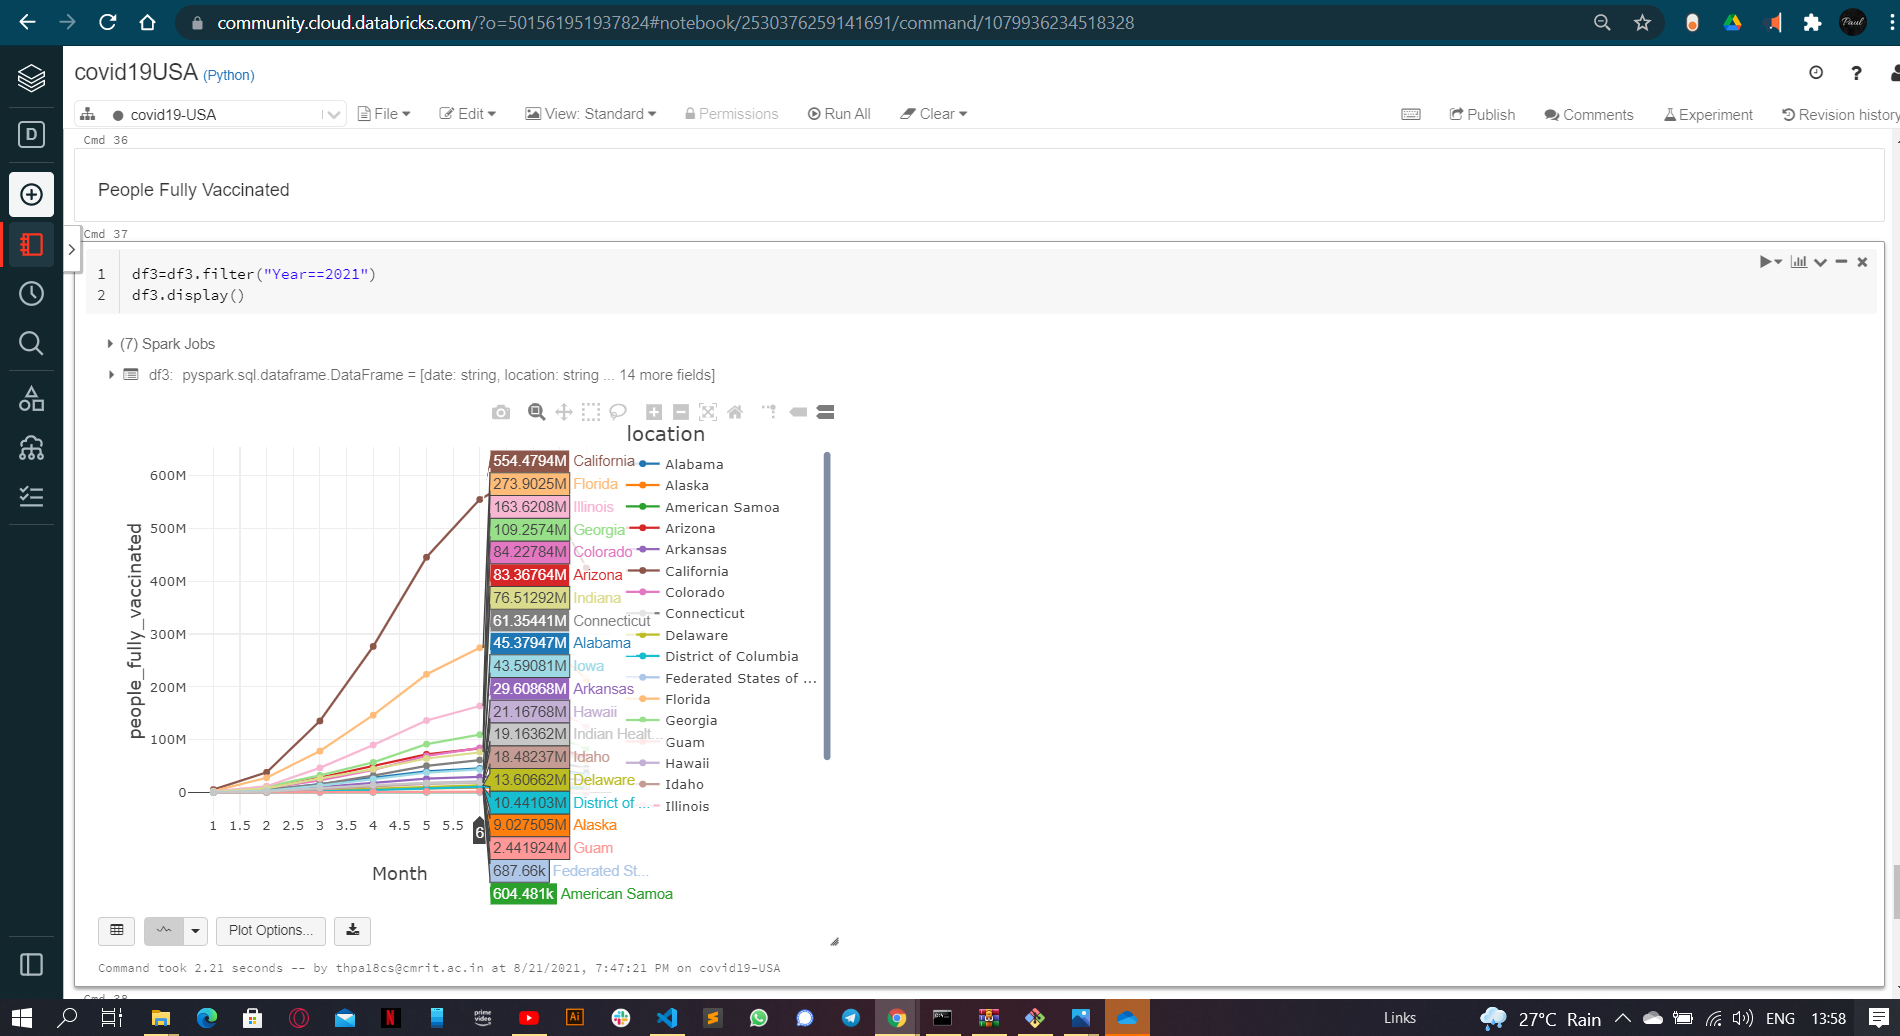 community.cloud.databricks.com/?o=501561951937824#notebook/2530376259141691/command/1079936234518328
Paul
covid19USA (Python)
covid19-USA
File Edit View: Standard Permissions Run All Clear Publish Comments Experiment Revision history
Cmd 36
People Fully Vaccinated
Cmd 37
D
1 df3=df3.filter("Year==2021")
2 df3.display()
(7) Spark Jobs
df3: pyspark.sql.dataframe.DataFrame = [date: string, location: string ... 14 more fields]
location
people_fully_vaccinated
600M
500M
400M
300M
200M
100M
0
1 1.5 2 2.5 3 3.5 4 4.5 5 5.5 6
Month
554.4794M California
273.9025M Florida
163.6208M Illinois
109.2574M Georgia
84.22784M Colorado
83.36764M Arizona
76.51292M Indiana
61.35441M Connecticut
45.37947M Alabama
43.59081M Iowa
29.60868M Arkansas
21.16768M Hawaii
19.16362M Indian Healt...
18.48237M Idaho
13.60662M Delaware
10.44103M District of ...
9.027505M Alaska
2.441924M Guam
687.66k Federated St...
604.481k American Samoa
Alabama
Alaska
American Samoa
Arizona
Arkansas
California
Colorado
Connecticut
Delaware
District of Columbia
Federated States of ...
Florida
Georgia
Guam
Hawaii
Idaho
Illinois
Plot Options...
Command took 2.21 seconds -- by thpa18cs@cmrit.ac.in at 8/21/2021, 7:47:21 PM on covid19-USA
Cmd 38
prime video
Ai
Links
27°C Rain
ENG
13:58